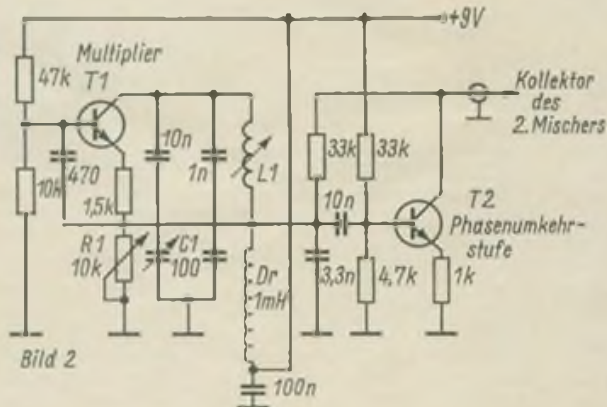 +9V
Multiplier
T1
47k
10k
470
1,5k
R1
10k
10n
1n
C1
100
L1
Dr
1mH
100n
33k
33k
10n
3,3n
4,7k
1k
T2
Phasenumkehr-
stufe
Kollektor
des
2. Mischers
Bild 2